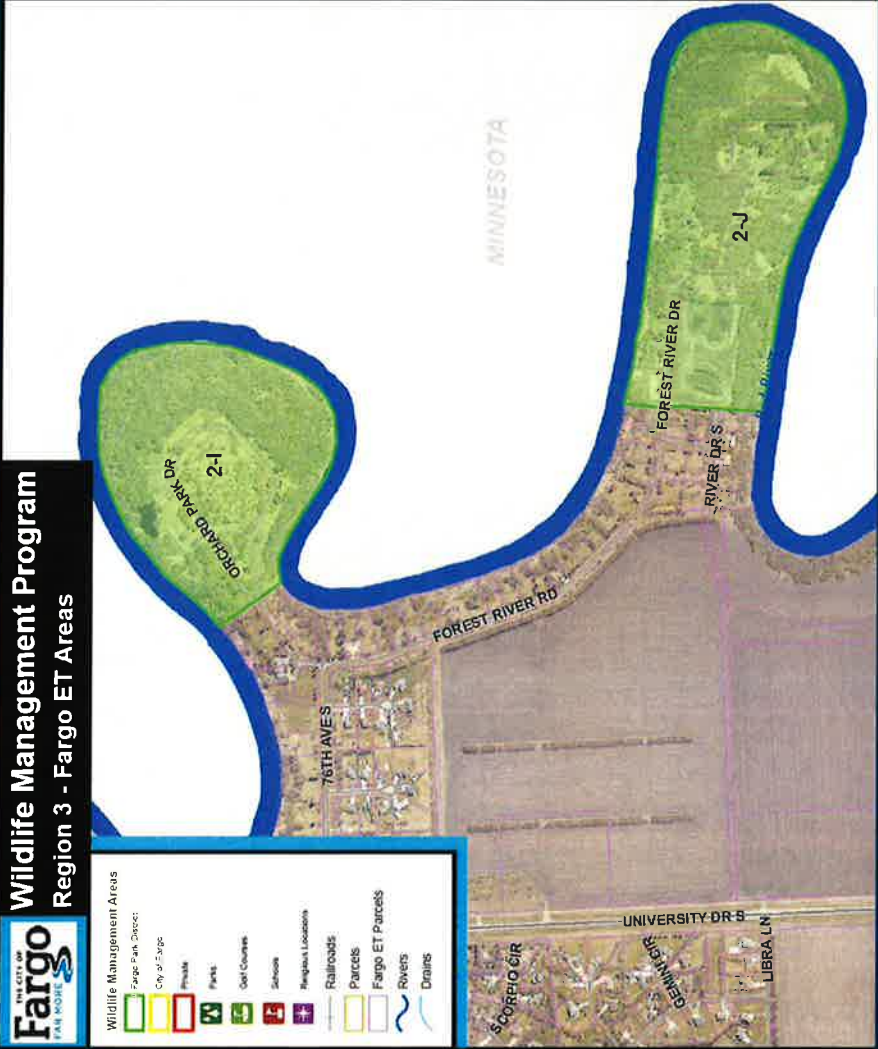 THE CITY OF
Fargo
FAR MORE
Wildlife Management Program
Region 3 - Fargo ET Areas
Wildlife Management Areas
Fargo Park District
City of Fargo
Private
Parks
Golf Courses
Schools
Religious Locations
Railroads
Parcels
Fargo ET Parcels
Rivers
Drains
MINNESOTA
ORCHARD PARK DR
2-I
FOREST RIVER DR
2-J
RIVER DR S
FOREST RIVER RD
76TH AVE S
UNIVERSITY DR S
SCORPIO CIR
GEMINI CIR
LIBRA LN